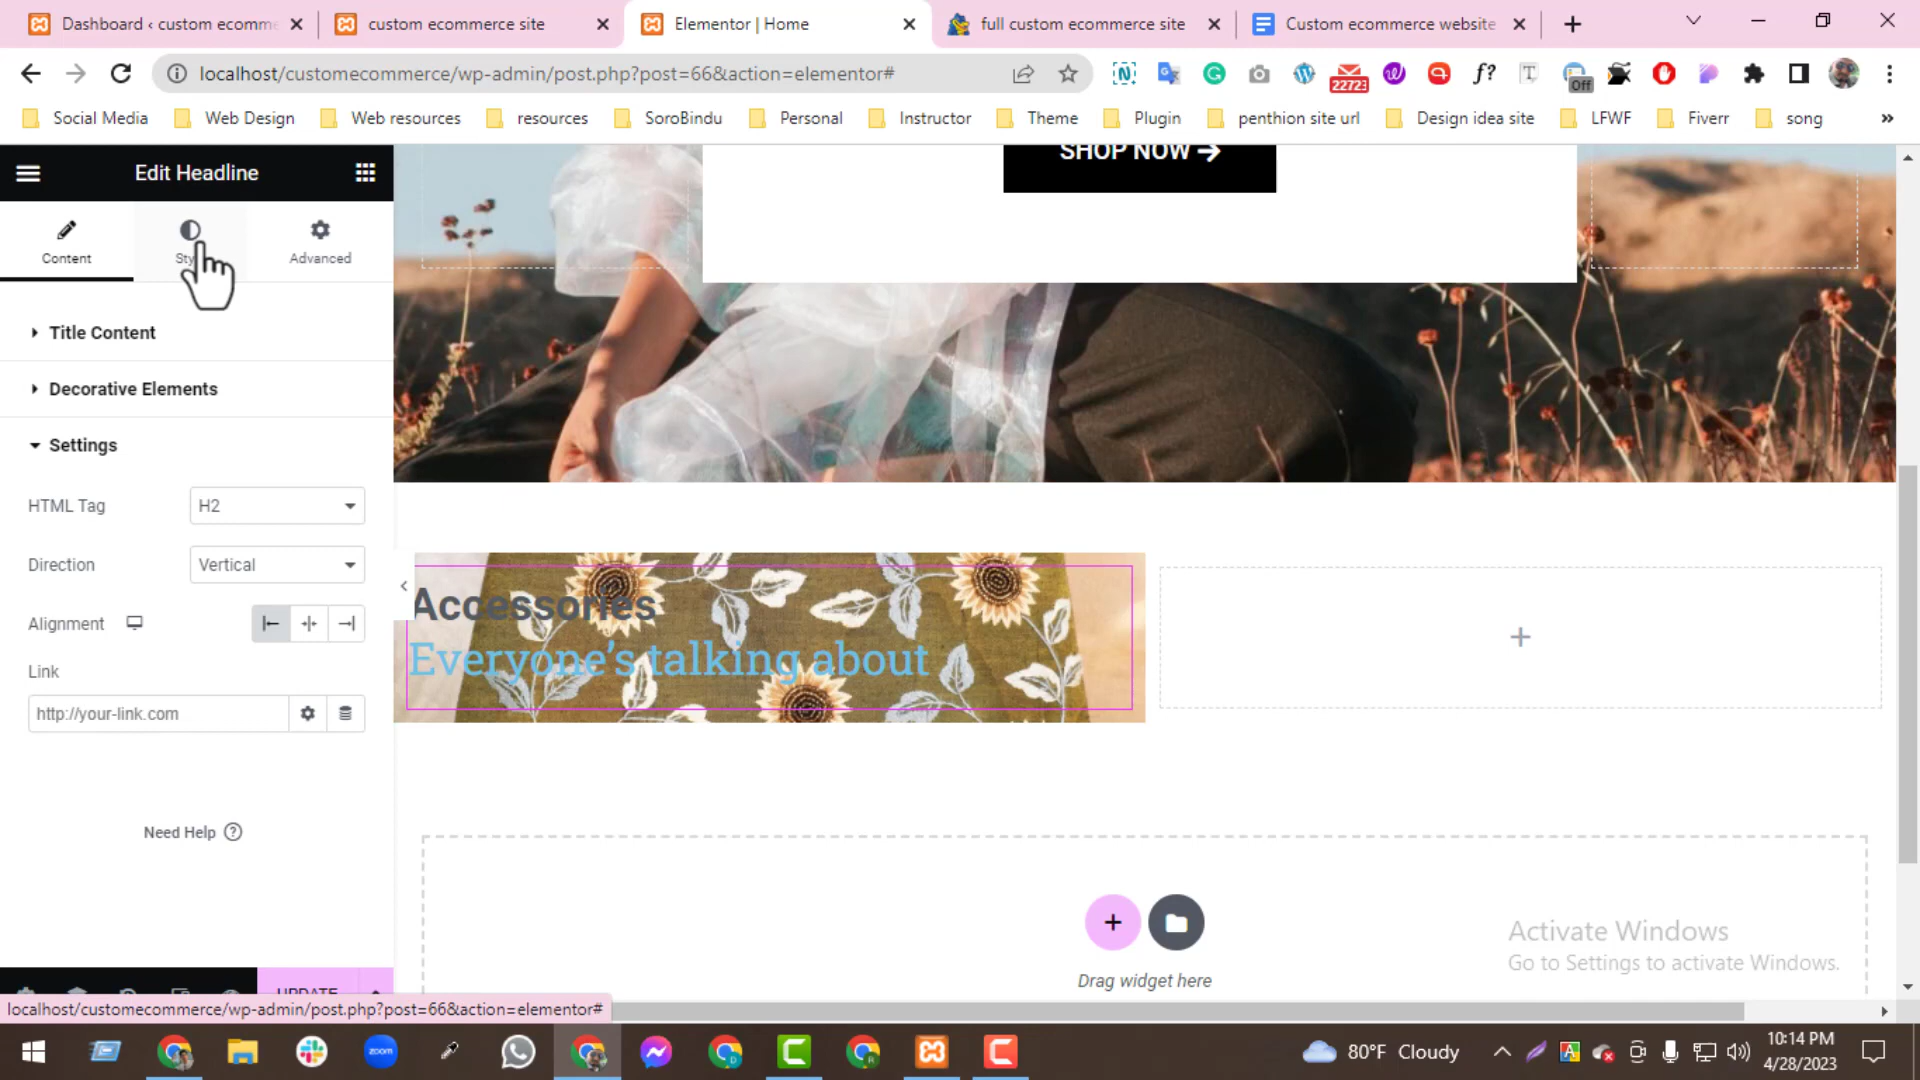 Dashboard ‹ custom ecomme
custom ecommerce site
Elementor | Home
full custom ecommerce site
Custom ecommerce website
localhost/customecommerce/wp-admin/post.php?post=66&action=elementor#
22723
f?
Off
Social Media
Web Design
Web resources
resources
SoroBindu
Personal
Instructor
Theme
Plugin
penthion site url
Design idea site
LFWF
Fiverr
song
»
Edit Headline
SHOP NOW →
Content
Advanced
Title Content
Decorative Elements
Settings
HTML Tag
H2
Direction
Vertical
Alignment
Link
http://your-link.com
Accessories
Everyone's talking about
Need Help
Drag widget here
Activate Windows
Go to Settings to activate Windows.
UPDATE
localhost/customecommerce/wp-admin/post.php?post=66&action=elementor#
zoom
80°F Cloudy
10:14 PM
4/28/2023